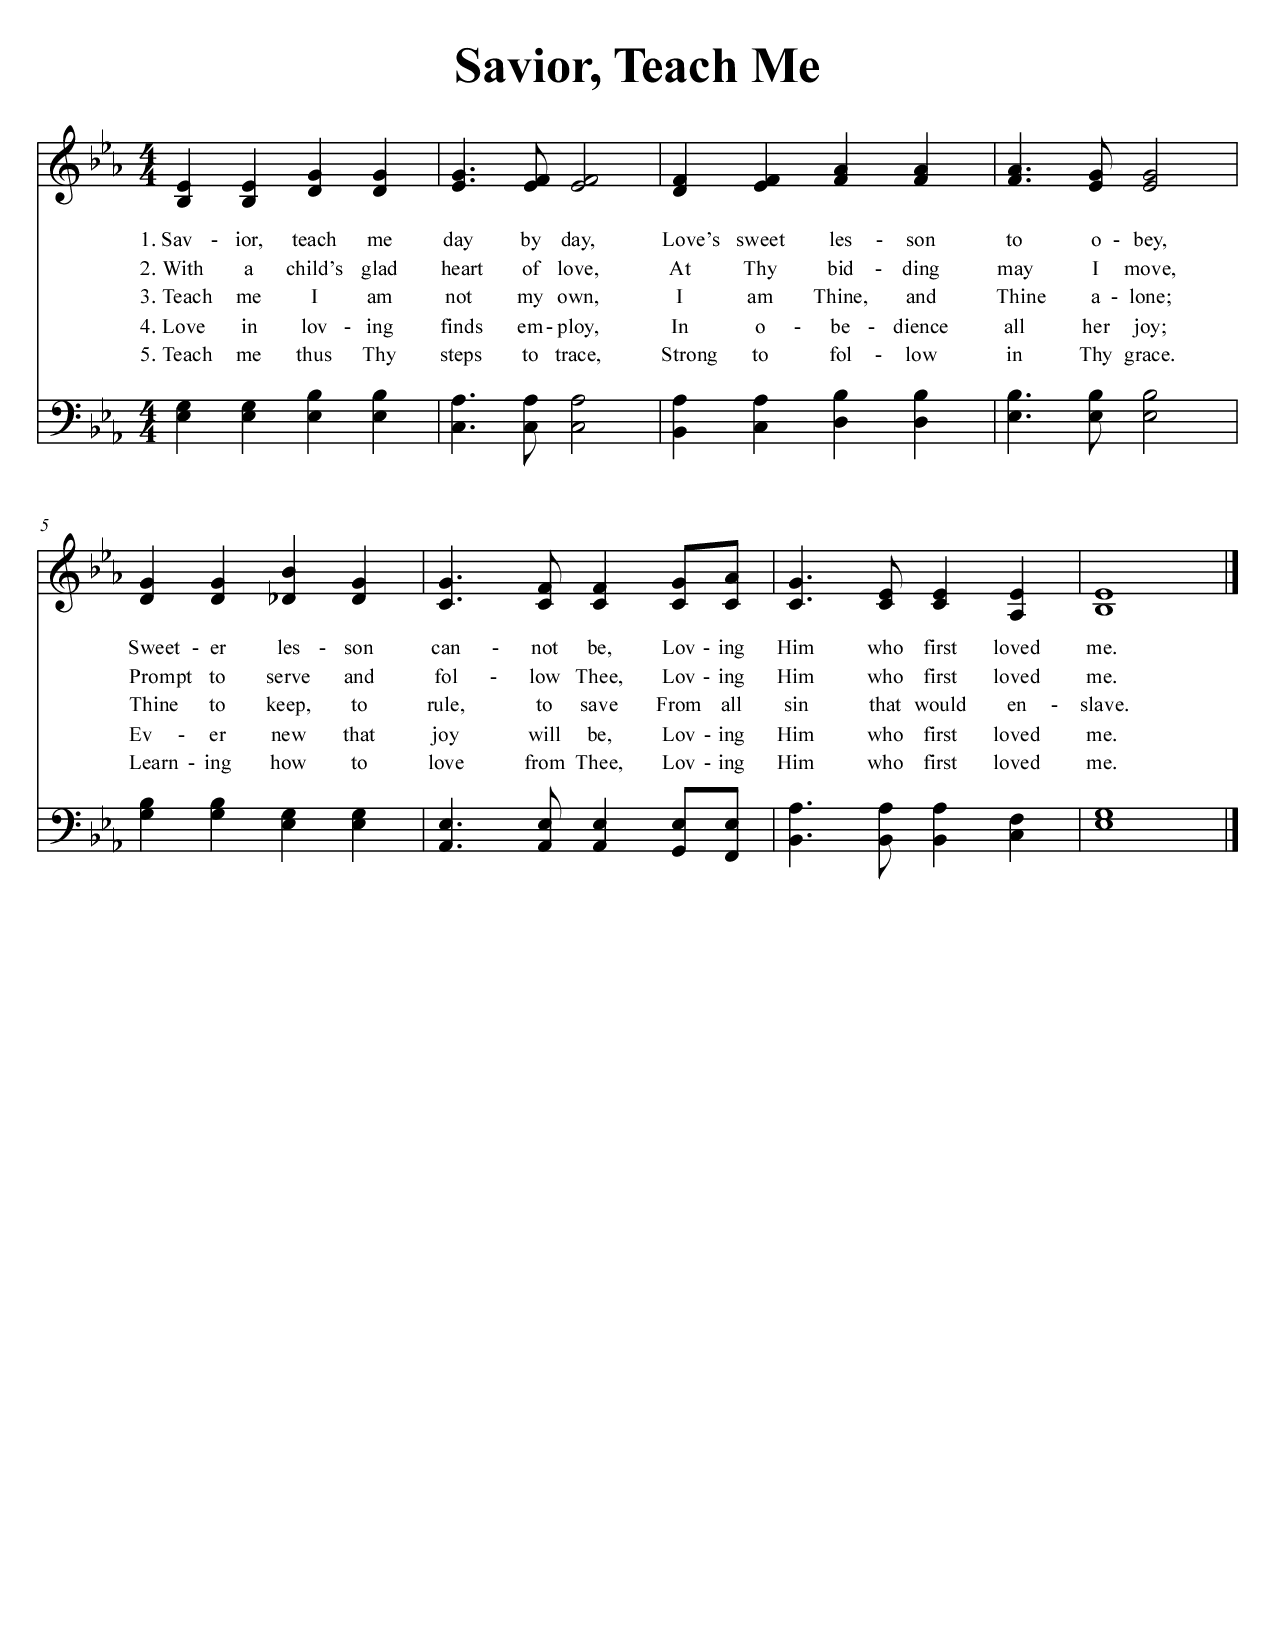 Savior, Teach Me
1. Sav - ior, teach me day by day, Love’s sweet les - son to o - bey,
2. With a child’s glad heart of love, At Thy bid - ding may I move,
3. Teach me I am not my own, I am Thine, and Thine a - lone;
4. Love in lov - ing finds em - ploy, In o - be - dience all her joy;
5. Teach me thus Thy steps to trace, Strong to fol - low in Thy grace.
5
Sweet - er les - son can - not be, Lov - ing Him who first loved me.
Prompt to serve and fol - low Thee, Lov - ing Him who first loved me.
Thine to keep, to rule, to save From all sin that would en - slave.
Ev - er new that joy will be, Lov - ing Him who first loved me.
Learn - ing how to love from Thee, Lov - ing Him who first loved me.